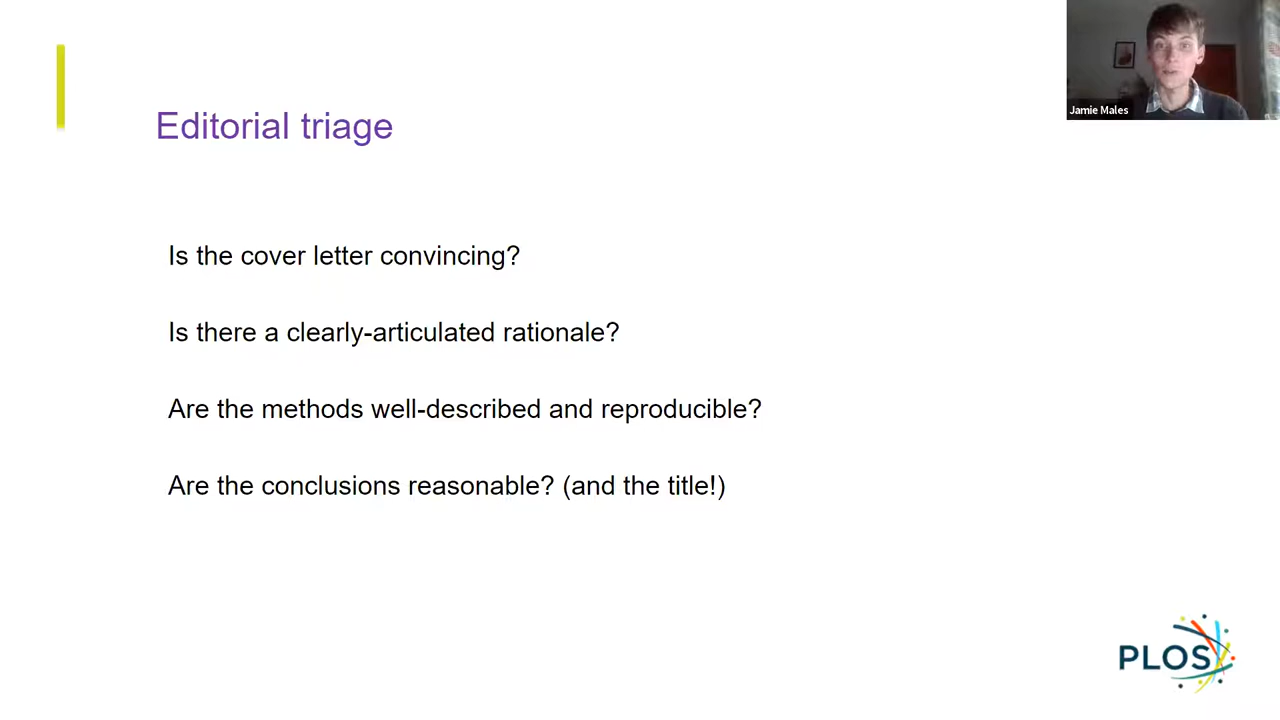 Jamie Males
Editorial triage
Is the cover letter convincing?
Is there a clearly-articulated rationale?
Are the methods well-described and reproducible?
Are the conclusions reasonable? (and the title!)
PLOS